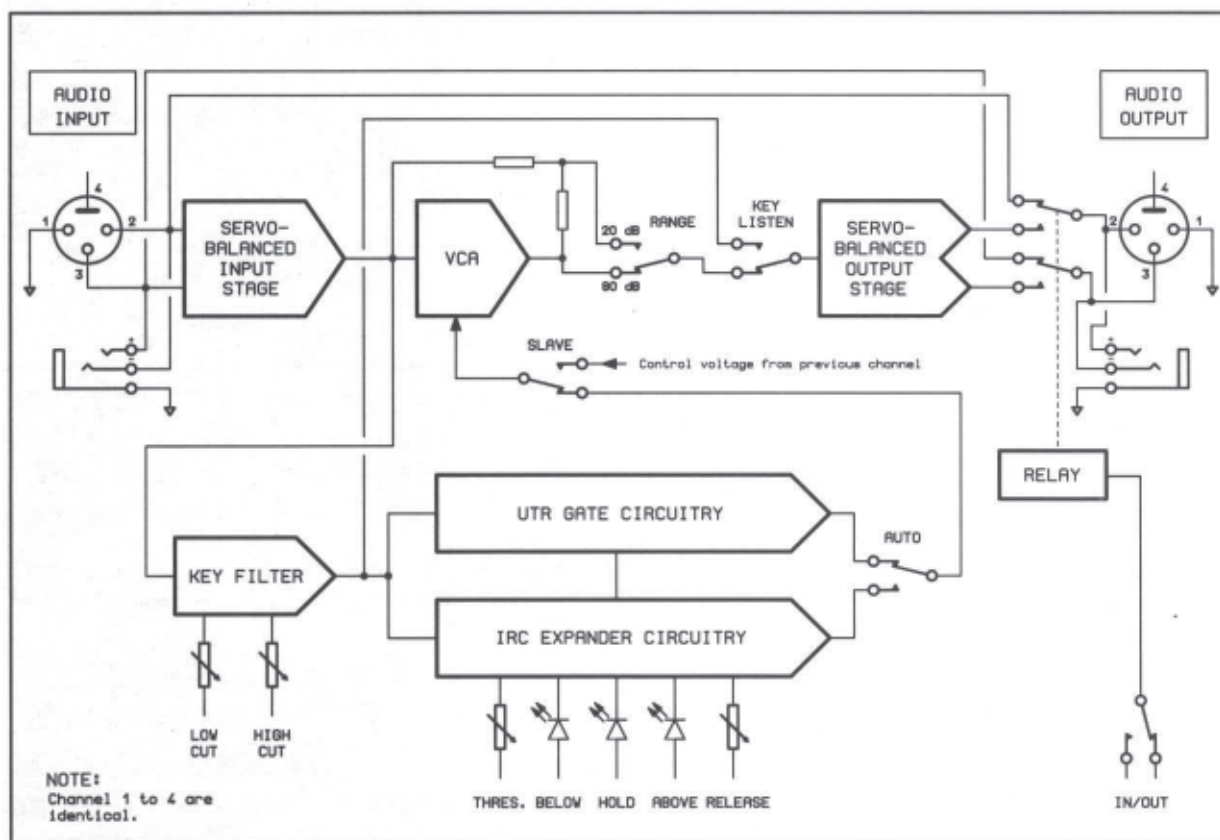 AUDIO
INPUT
AUDIO
OUTPUT
4
1
2
3
SERVO-
BALANCED
INPUT
STAGE
VCA
20 dB
RANGE
80 dB
KEY
LISTEN
SERVO-
BALANCED
OUTPUT
STAGE
4
2
1
3
+
-
+
-
SLAVE
Control voltage from previous channel
RELAY
UTR GATE CIRCUITRY
AUTO
KEY FILTER
IRC EXPANDER CIRCUITRY
LOW
CUT
HIGH
CUT
NOTE:
Channel 1 to 4 are
identical.
THRES. BELOW HOLD ABOVE RELEASE
IN/OUT